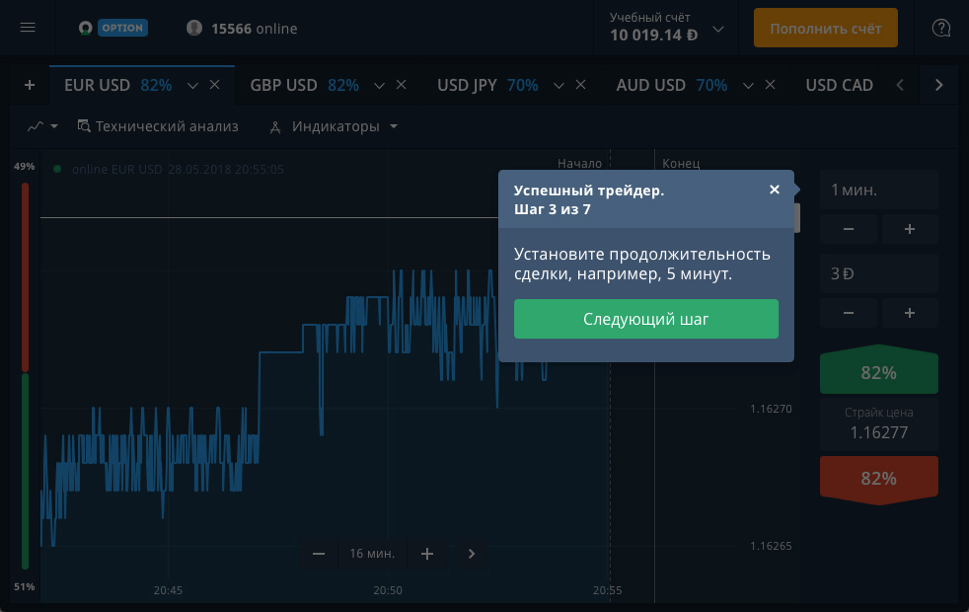 OPTION
15566 online
Учебный счёт
10 019.14 Đ
Пополнить счёт
EUR USD 82%
GBP USD 82%
USD JPY 70%
AUD USD 70%
USD CAD
Технический анализ
Индикаторы
49%
online EUR USD 28.05.2018 20:55:05
Начало
Конец
Успешный трейдер.
Шаг 3 из 7
Установите продолжительность
сделки, например, 5 минут.
Следующий шаг
1 мин.
3 Đ
82%
Страйк цена
1.16277
82%
1.16270
1.16265
16 мин.
51%
20:45
20:50
20:55